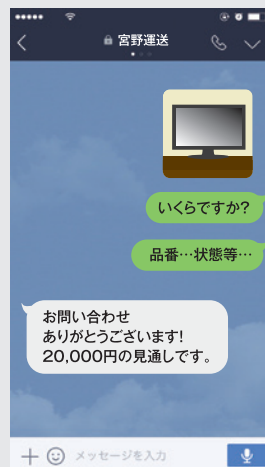 宮野運送
いくらですか?
品番…状態等…
お問い合わせ
ありがとうございます!
20,000円の見通しです。
メッセージを入力